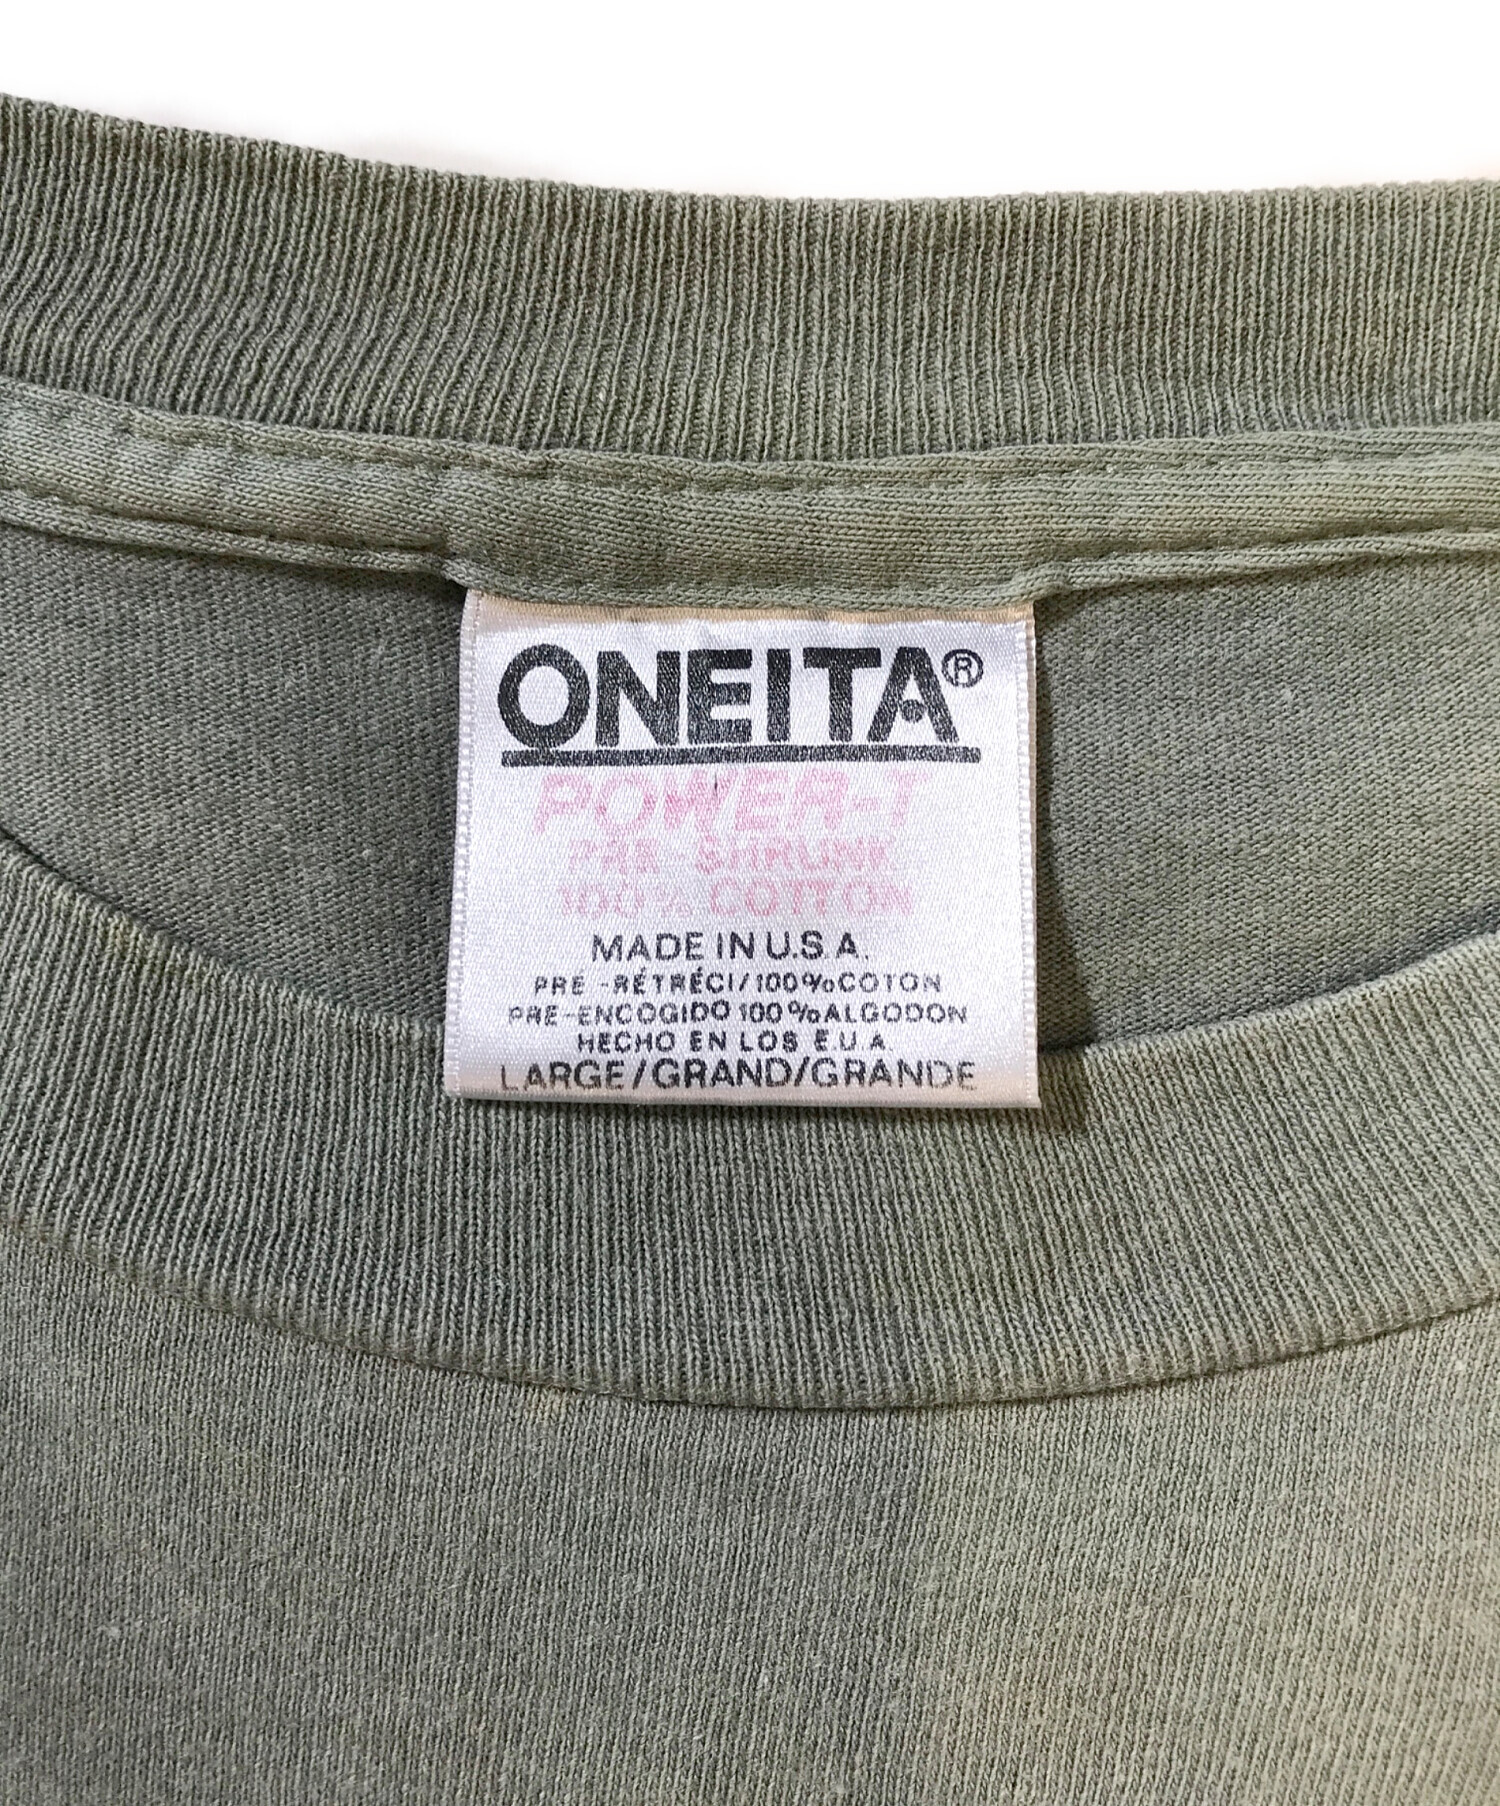 ONEITA®
POWER-T
PRE-SHRUNK
100% COTTON
MADE IN U.S.A.
PRÉ-RÉTRÉCI/100%COTON
PRE-ENCOGIDO 100%ALGODON
HECHO EN LOS E.U.A.
LARGE/GRAND/GRANDE